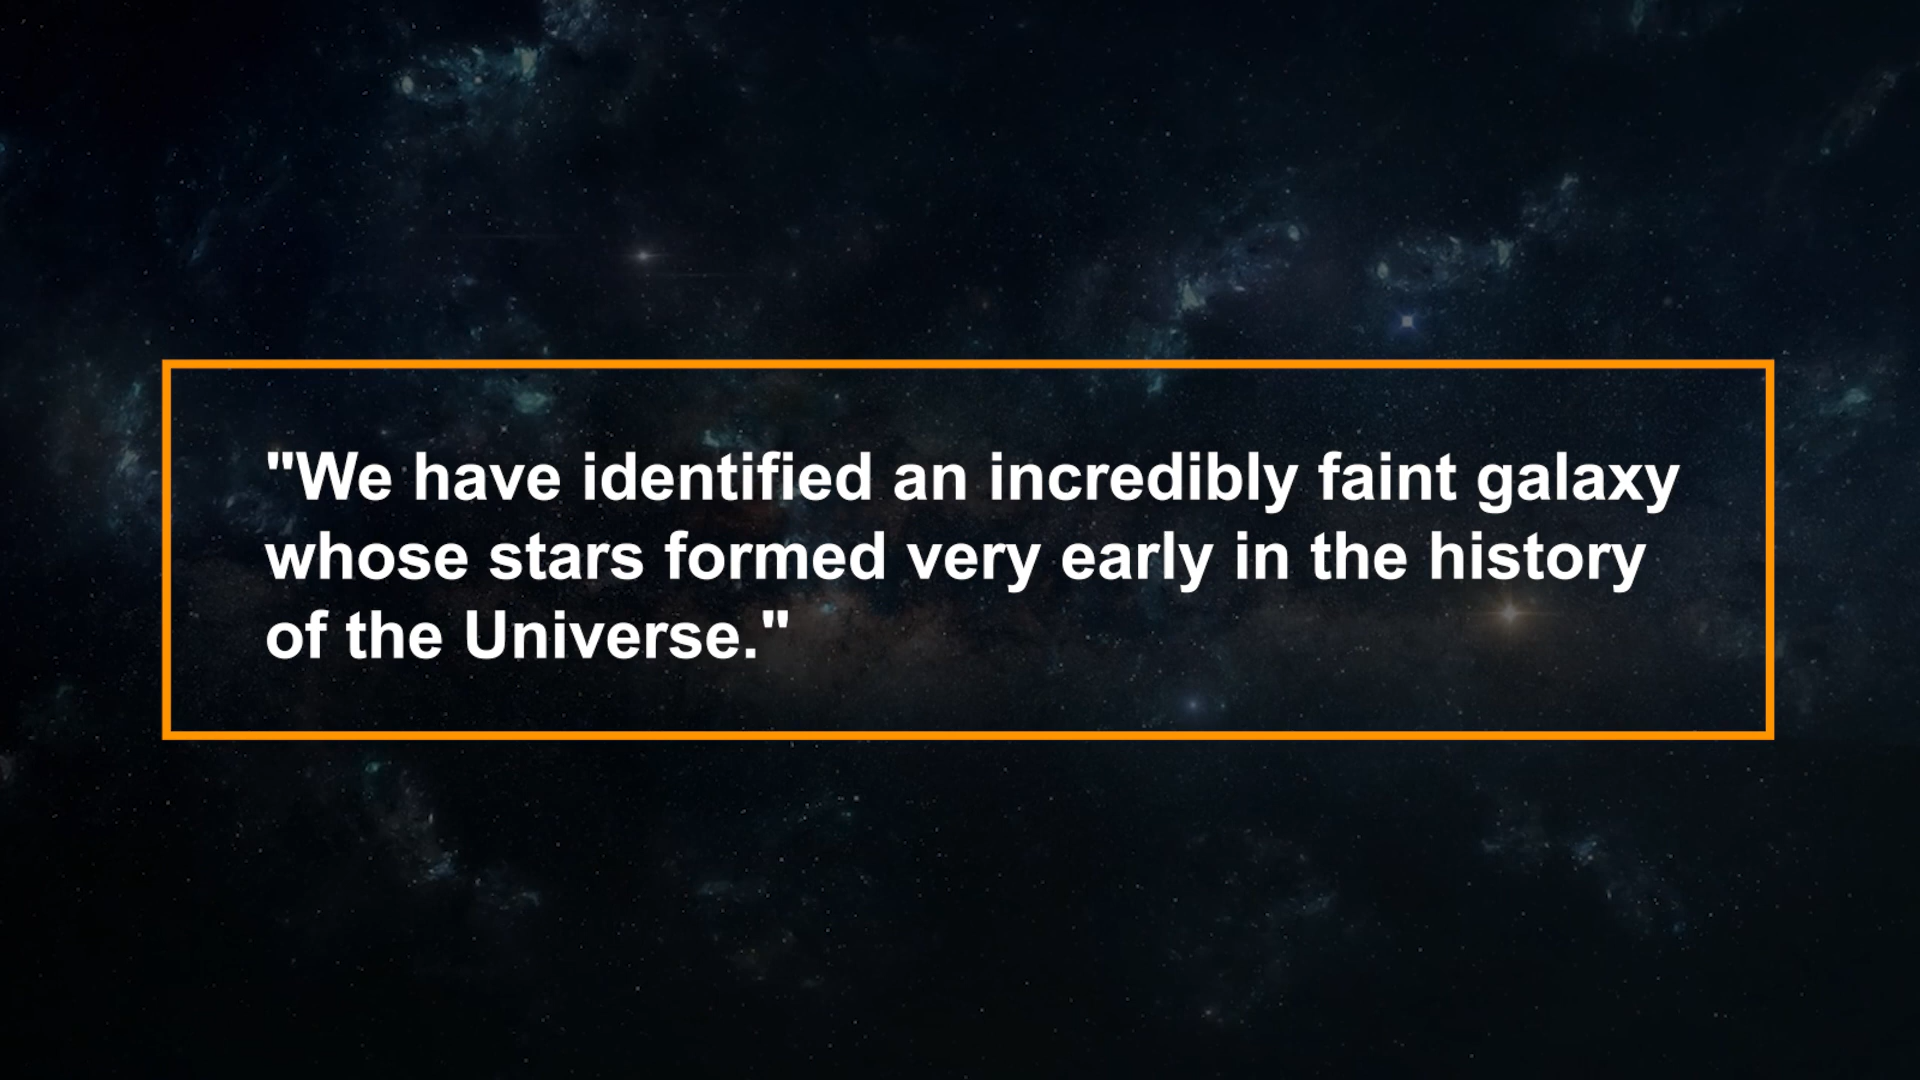 "We have identified an incredibly faint galaxy
whose stars formed very early in the history
of the Universe."